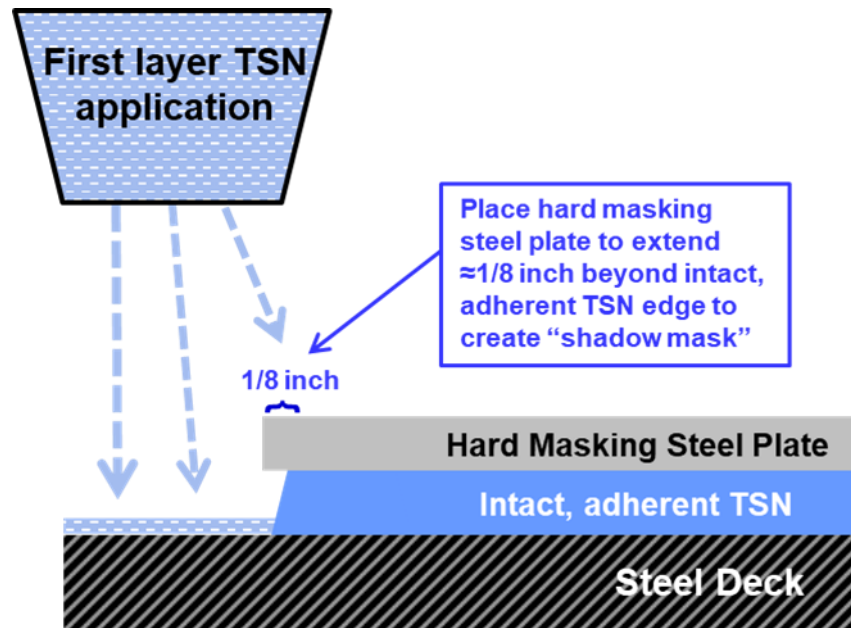 First layer TSN
application
Place hard masking
steel plate to extend
≈1/8 inch beyond intact,
adherent TSN edge to
create “shadow mask”
1/8 inch
Hard Masking Steel Plate
Intact, adherent TSN
Steel Deck